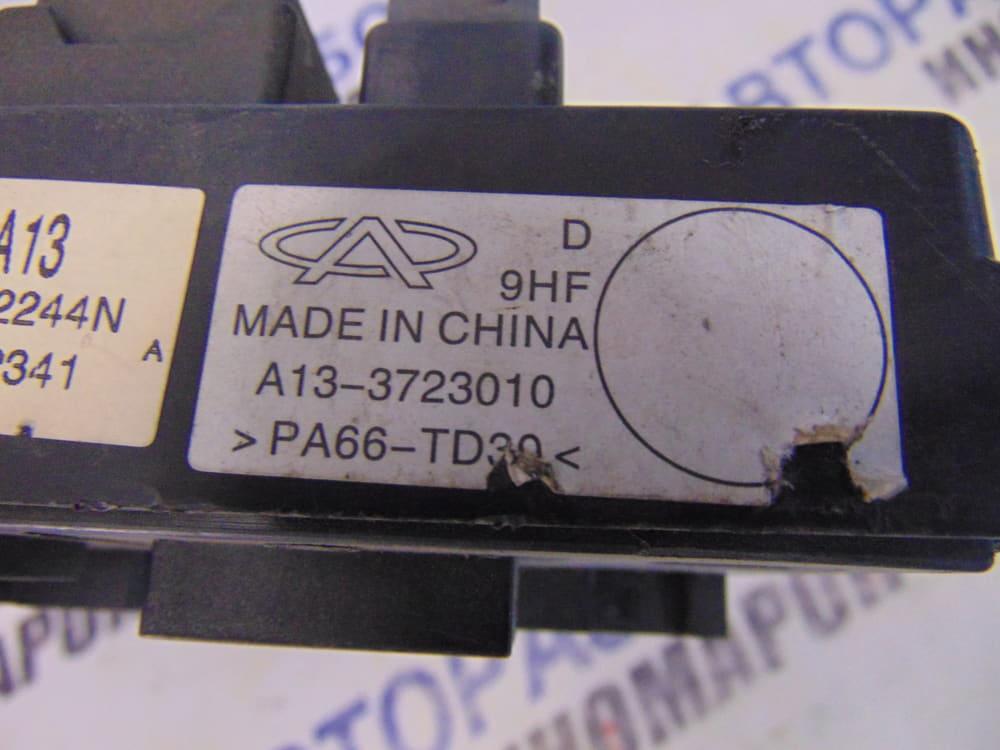 A13
2244N
341
A
D
9HF
MADE IN CHINA
A13-3723010
>PA66-TD30<